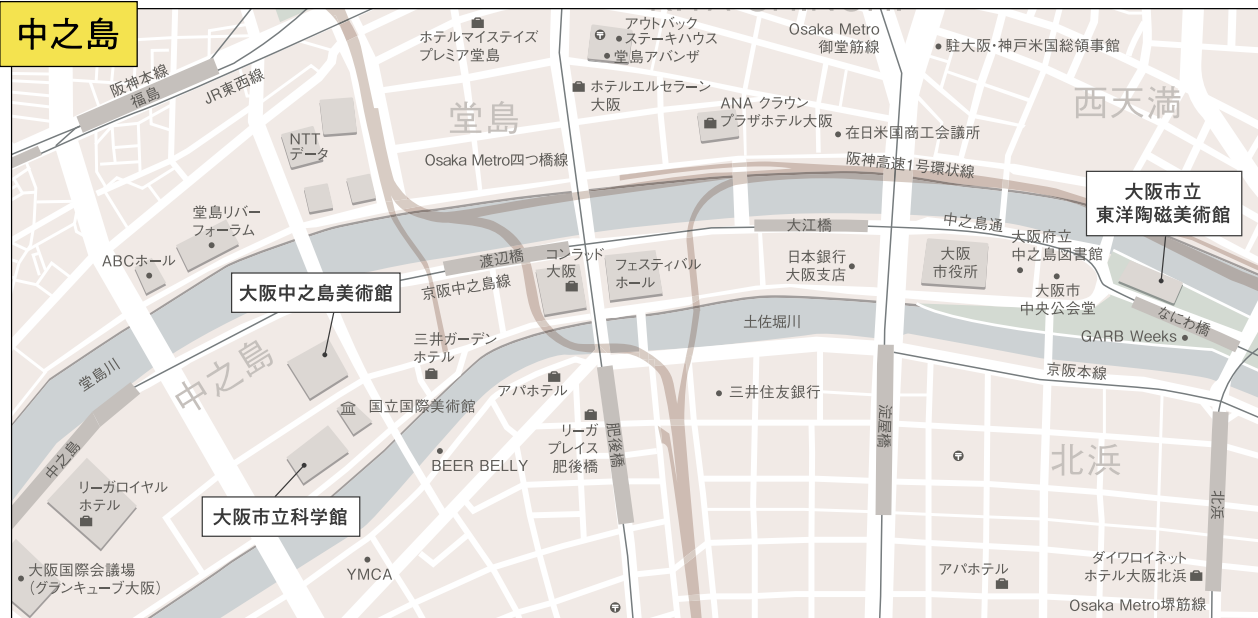 中之島
ホテルマイステイズ
プレミア堂島
アウトバック
ステーキハウス
堂島アバンザ
Osaka Metro
御堂筋線
駐大阪・神戸米国総領事館
阪神本線
福島
JR東西線
ホテルエルセラーン
大阪
堂島
ANA クラウン
プラザホテル大阪
西天満
在日米国商工会議所
NTT
データ
Osaka Metro四つ橋線
阪神高速1号環状線
大阪市立
東洋陶磁美術館
堂島リバー
フォーラム
大江橋
中之島通
ABCホール
渡辺橋
コンラッド
大阪
フェスティバル
ホール
日本銀行
大阪支店
大阪
市役所
大阪府立
中之島図書館
大阪中之島美術館
京阪中之島線
大阪市
中央公会堂
なにわ橋
土佐堀川
GARB Weeks
三井ガーデン
ホテル
中之島
堂島川
京阪本線
アパホテル
三井住友銀行
国立国際美術館
リーガ
プレイス
肥後橋
肥後橋
淀屋橋
中之島
BEER BELLY
北浜
リーガロイヤル
ホテル
大阪市立科学館
北浜
大阪国際会議場
(グランキューブ大阪)
YMCA
アパホテル
ダイワロイネット
ホテル大阪北浜
Osaka Metro堺筋線